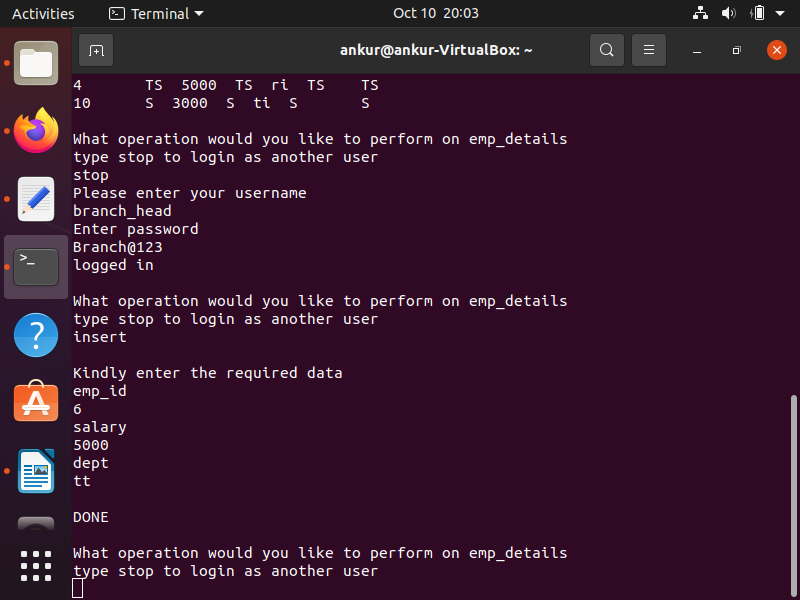 Activities Terminal Oct 10 20:03
ankur@ankur-VirtualBox: ~
4 TS 5000 TS ri TS TS
10 S 3000 S ti S S
What operation would you like to perform on emp_details
type stop to login as another user
stop
Please enter your username
branch_head
Enter password
Branch@123
logged in
What operation would you like to perform on emp_details
type stop to login as another user
insert
Kindly enter the required data
emp_id
6
salary
5000
dept
tt
DONE
What operation would you like to perform on emp_details
type stop to login as another user